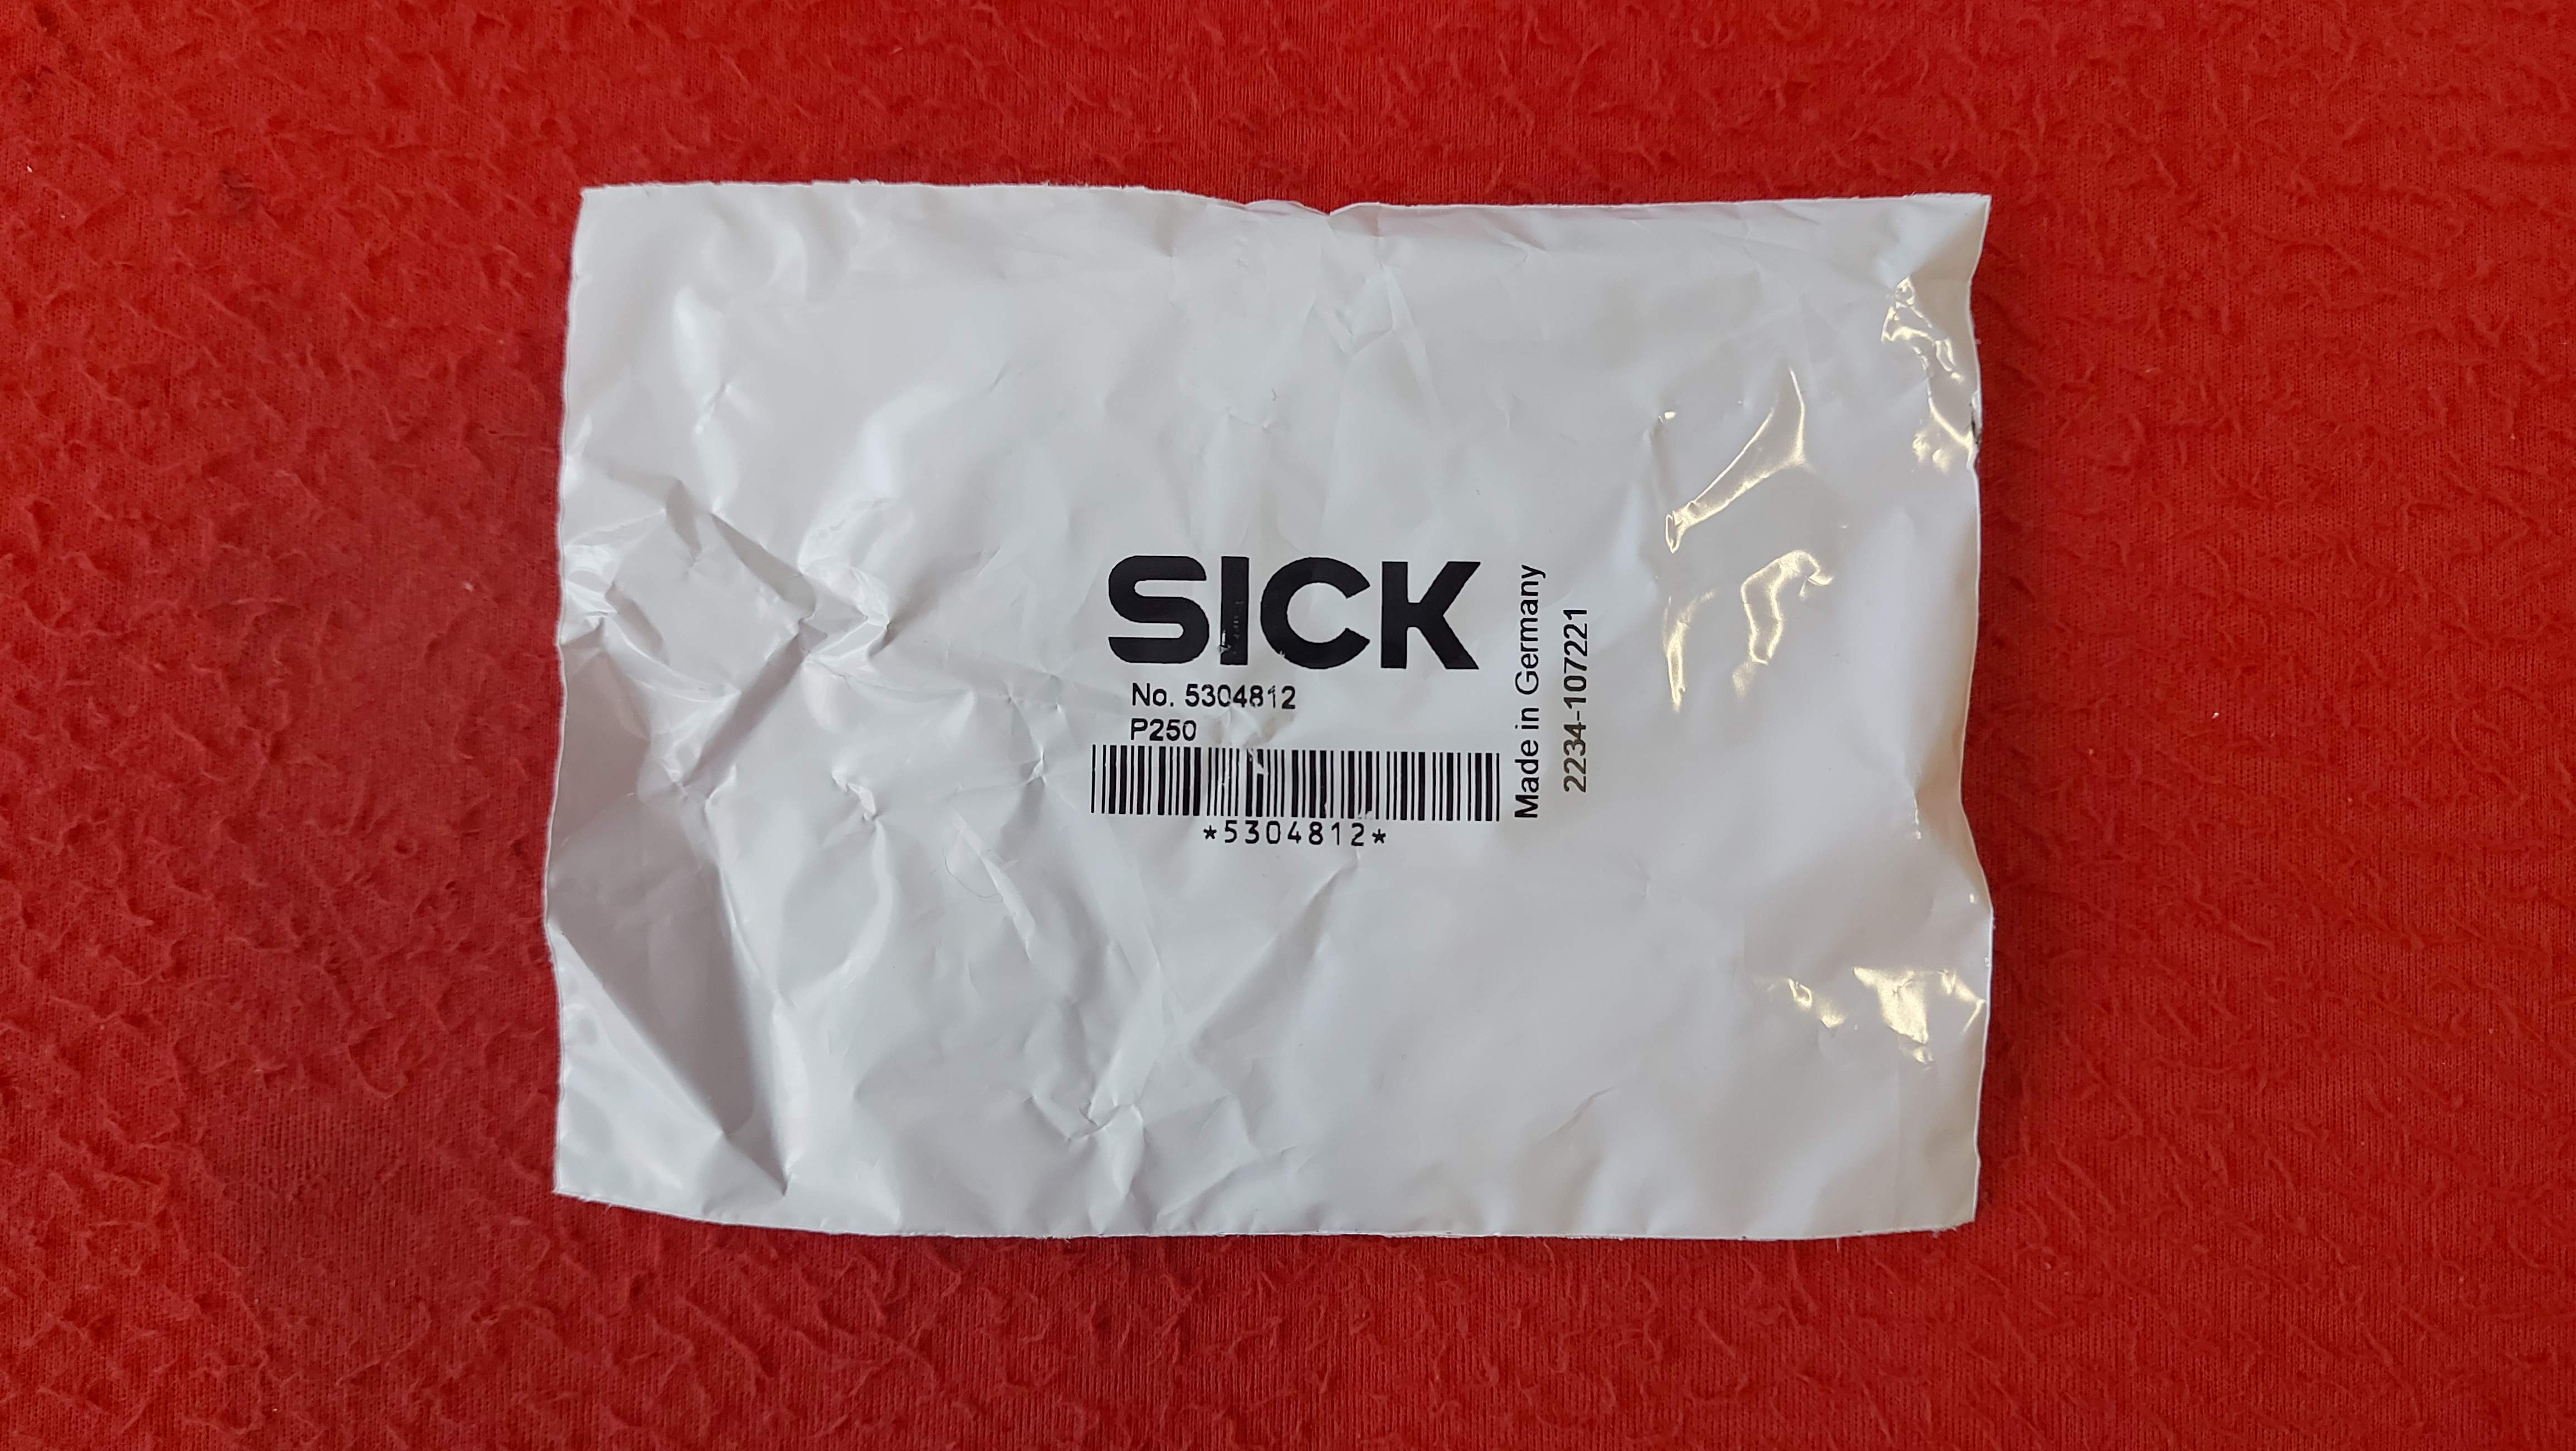 SICK
No. 5304812
P250
*5304812*
Made in Germany
2234-107221